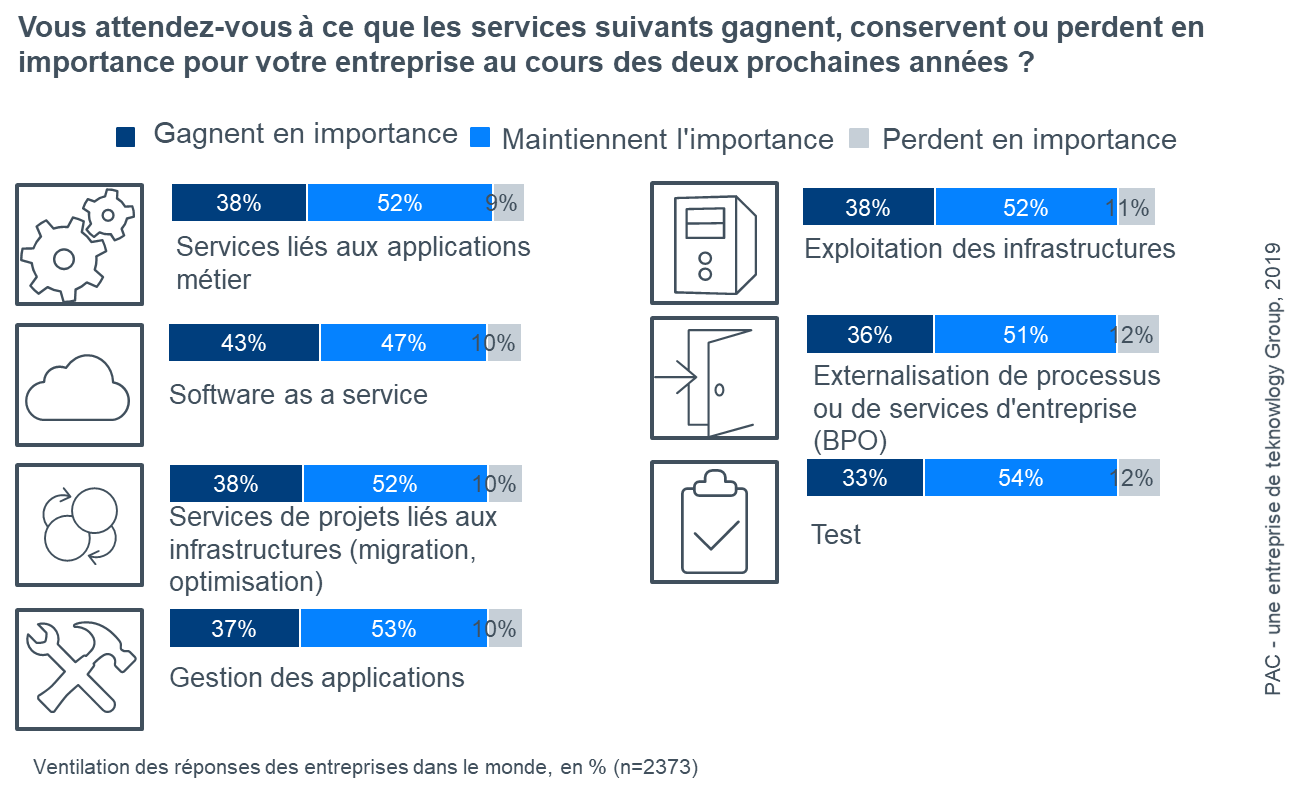 Vous attendez-vous à ce que les services suivants gagnent, conservent ou perdent en
importance pour votre entreprise au cours des deux prochaines années ?
Gagnent en importance
Maintiennent l'importance
Perdent en importance
38% 52% 9%
Services liés aux applications
métier
43% 47% 10%
Software as a service
38% 52% 10%
Services de projets liés aux
infrastructures (migration,
optimisation)
37% 53% 10%
Gestion des applications
38% 52% 11%
Exploitation des infrastructures
36% 51% 12%
Externalisation de processus
ou de services d'entreprise
(BPO)
33% 54% 12%
Test
PAC - une entreprise de teknowlogy Group, 2019
Ventilation des réponses des entreprises dans le monde, en % (n=2373)